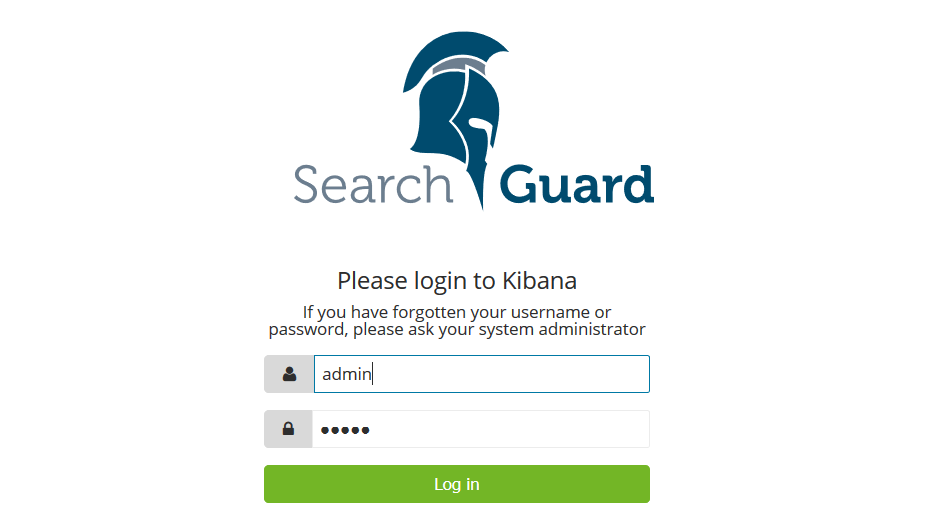 Search Guard
Please login to Kibana
If you have forgotten your username or
password, please ask your system administrator
admin
●●●●●
Log in